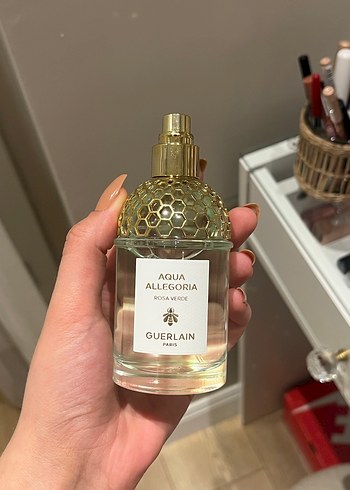 AQUA
ALLEGORIA
ROSA VERDE
GUERLAIN
PARIS